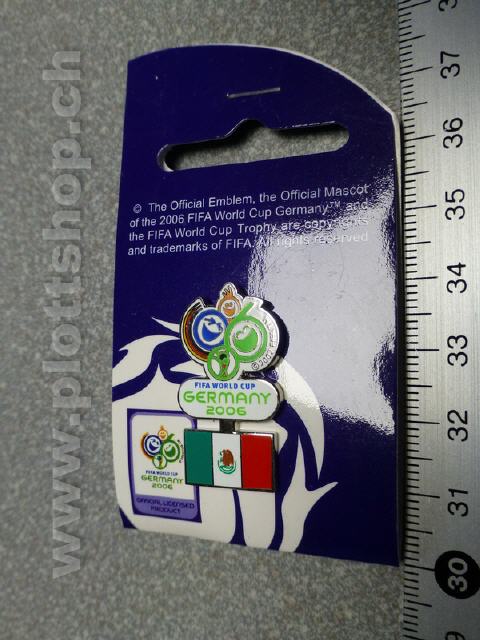 © The Official Emblem, the Official Mascot
of the 2006 FIFA World Cup Germany™ and
the FIFA World Cup Trophy are copyrights
and trademarks of FIFA. All rights reserved
FIFA WORLD CUP
GERMANY
2006
FIFA WORLD CUP
GERMANY
2006
OFFICIAL LICENSED
PRODUCT
37
36
35
34
33
32
31
30
www.plottshop.ch